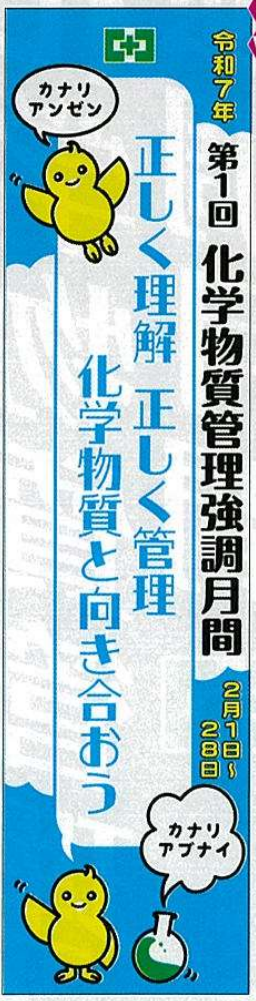 令和7年
第1回 化学物質管理強調月間
2月1日~
28日
正しく理解 正しく管理
化学物質と向き合おう
カナリ
アンゼン
カナリ
アブナイ